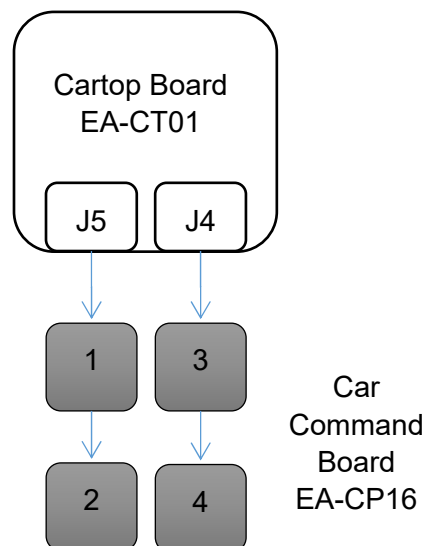 Cartop Board
EA-CT01
J5
J4
1
3
Car
Command
Board
EA-CP16
2
4